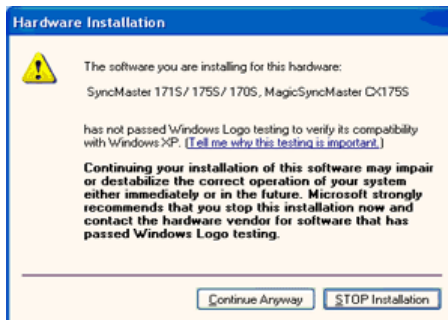 Hardware Installation
The software you are installing for this hardware:
SyncMaster 171S/ 175S/ 170S, MagicSyncMaster CX175S
has not passed Windows Logo testing to verify its compatibility
with Windows XP. (Tell me why this testing is important.)
Continuing your installation of this software may impair
or destabilize the correct operation of your system
either immediately or in the future. Microsoft strongly
recommends that you stop this installation now and
contact the hardware vendor for software that has
passed Windows Logo testing.
Continue Anyway
STOP Installation